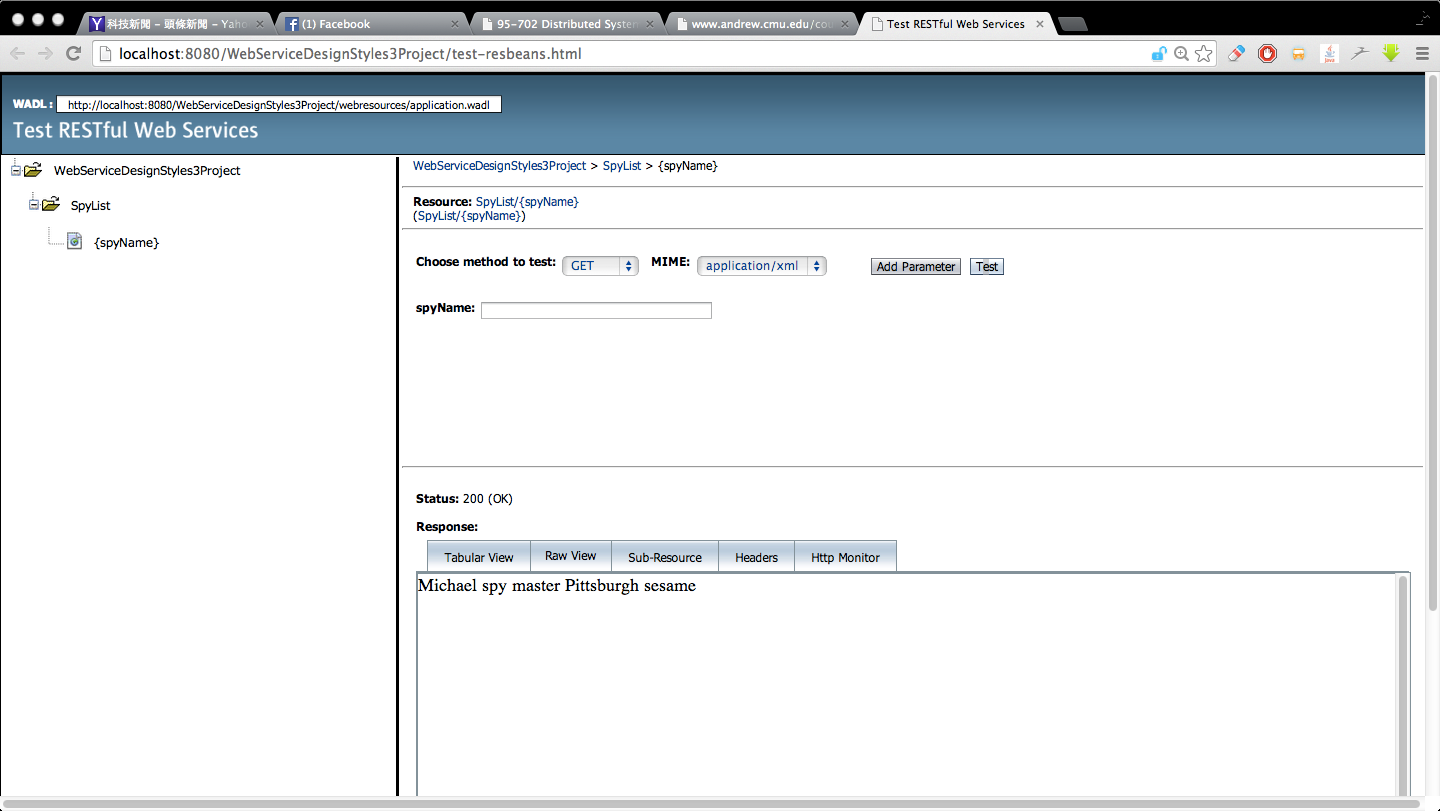 科技新聞 - 頭條新聞 - Yaho
(1) Facebook
95-702 Distributed System
www.andrew.cmu.edu/cou
Test RESTful Web Services
localhost:8080/WebServiceDesignStyles3Project/test-resbeans.html
WADL : http://localhost:8080/WebServiceDesignStyles3Project/webresources/application.wadl
Test RESTful Web Services
WebServiceDesignStyles3Project
SpyList
{spyName}
WebServiceDesignStyles3Project > SpyList > {spyName}
Resource: SpyList/{spyName}
(SpyList/{spyName})
Choose method to test: GET MIME: application/xml Add Parameter Test
spyName:
Status: 200 (OK)
Response:
Tabular View Raw View Sub-Resource Headers Http Monitor
Michael spy master Pittsburgh sesame